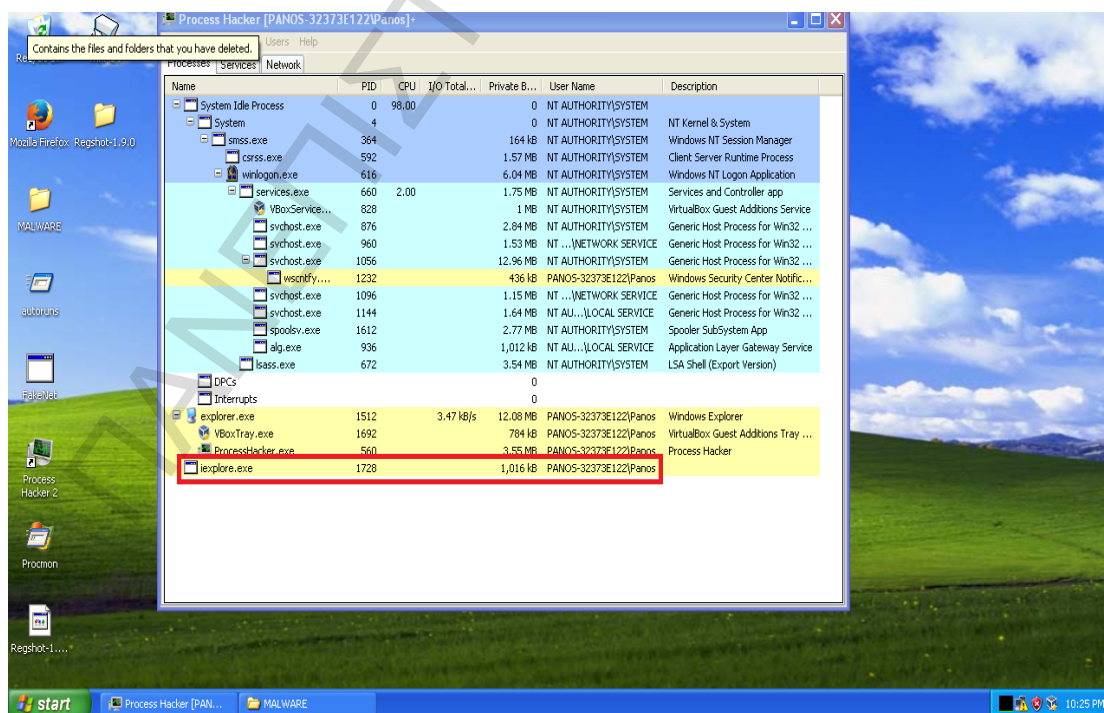 Process Hacker [PANOS-32373E122\Panos]+
Users Help
Contains the files and folders that you have deleted.
Processes Services Network
Name PID CPU I/O Total... Private B... User Name Description
System Idle Process 0 98.00 0 NT AUTHORITY\SYSTEM
System 4 0 NT AUTHORITY\SYSTEM NT Kernel & System
smss.exe 364 164 kB NT AUTHORITY\SYSTEM Windows NT Session Manager
csrss.exe 592 1.57 MB NT AUTHORITY\SYSTEM Client Server Runtime Process
winlogon.exe 616 6.04 MB NT AUTHORITY\SYSTEM Windows NT Logon Application
services.exe 660 2.00 1.75 MB NT AUTHORITY\SYSTEM Services and Controller app
VBoxService... 828 1 MB NT AUTHORITY\SYSTEM VirtualBox Guest Additions Service
svchost.exe 876 2.84 MB NT AUTHORITY\SYSTEM Generic Host Process for Win32 ...
svchost.exe 960 1.53 MB NT ...\NETWORK SERVICE Generic Host Process for Win32 ...
svchost.exe 1056 12.96 MB NT AUTHORITY\SYSTEM Generic Host Process for Win32 ...
wscntfy.... 1232 436 kB PANOS-32373E122\Panos Windows Security Center Notific...
svchost.exe 1096 1.15 MB NT ...\NETWORK SERVICE Generic Host Process for Win32 ...
svchost.exe 1144 1.64 MB NT AU...\LOCAL SERVICE Generic Host Process for Win32 ...
spoolsv.exe 1612 2.77 MB NT AUTHORITY\SYSTEM Spooler SubSystem App
alg.exe 936 1,012 kB NT AU...\LOCAL SERVICE Application Layer Gateway Service
lsass.exe 672 3.54 MB NT AUTHORITY\SYSTEM LSA Shell (Export Version)
DPCs 0
Interrupts 0
explorer.exe 1512 3.47 kB/s 12.08 MB PANOS-32373E122\Panos Windows Explorer
VBoxTray.exe 1692 784 kB PANOS-32373E122\Panos VirtualBox Guest Additions Tray ...
ProcessHacker.exe 560 3.55 MB PANOS-32373E122\Panos Process Hacker
iexplore.exe 1728 1,016 kB PANOS-32373E122\Panos
Mozilla Firefox Regshot-1.9.0
MALWARE
autoruns
FakeNet
Process
Hacker 2
Procmon
Regshot-1....
start Process Hacker [PAN... MALWARE 10:25 PM